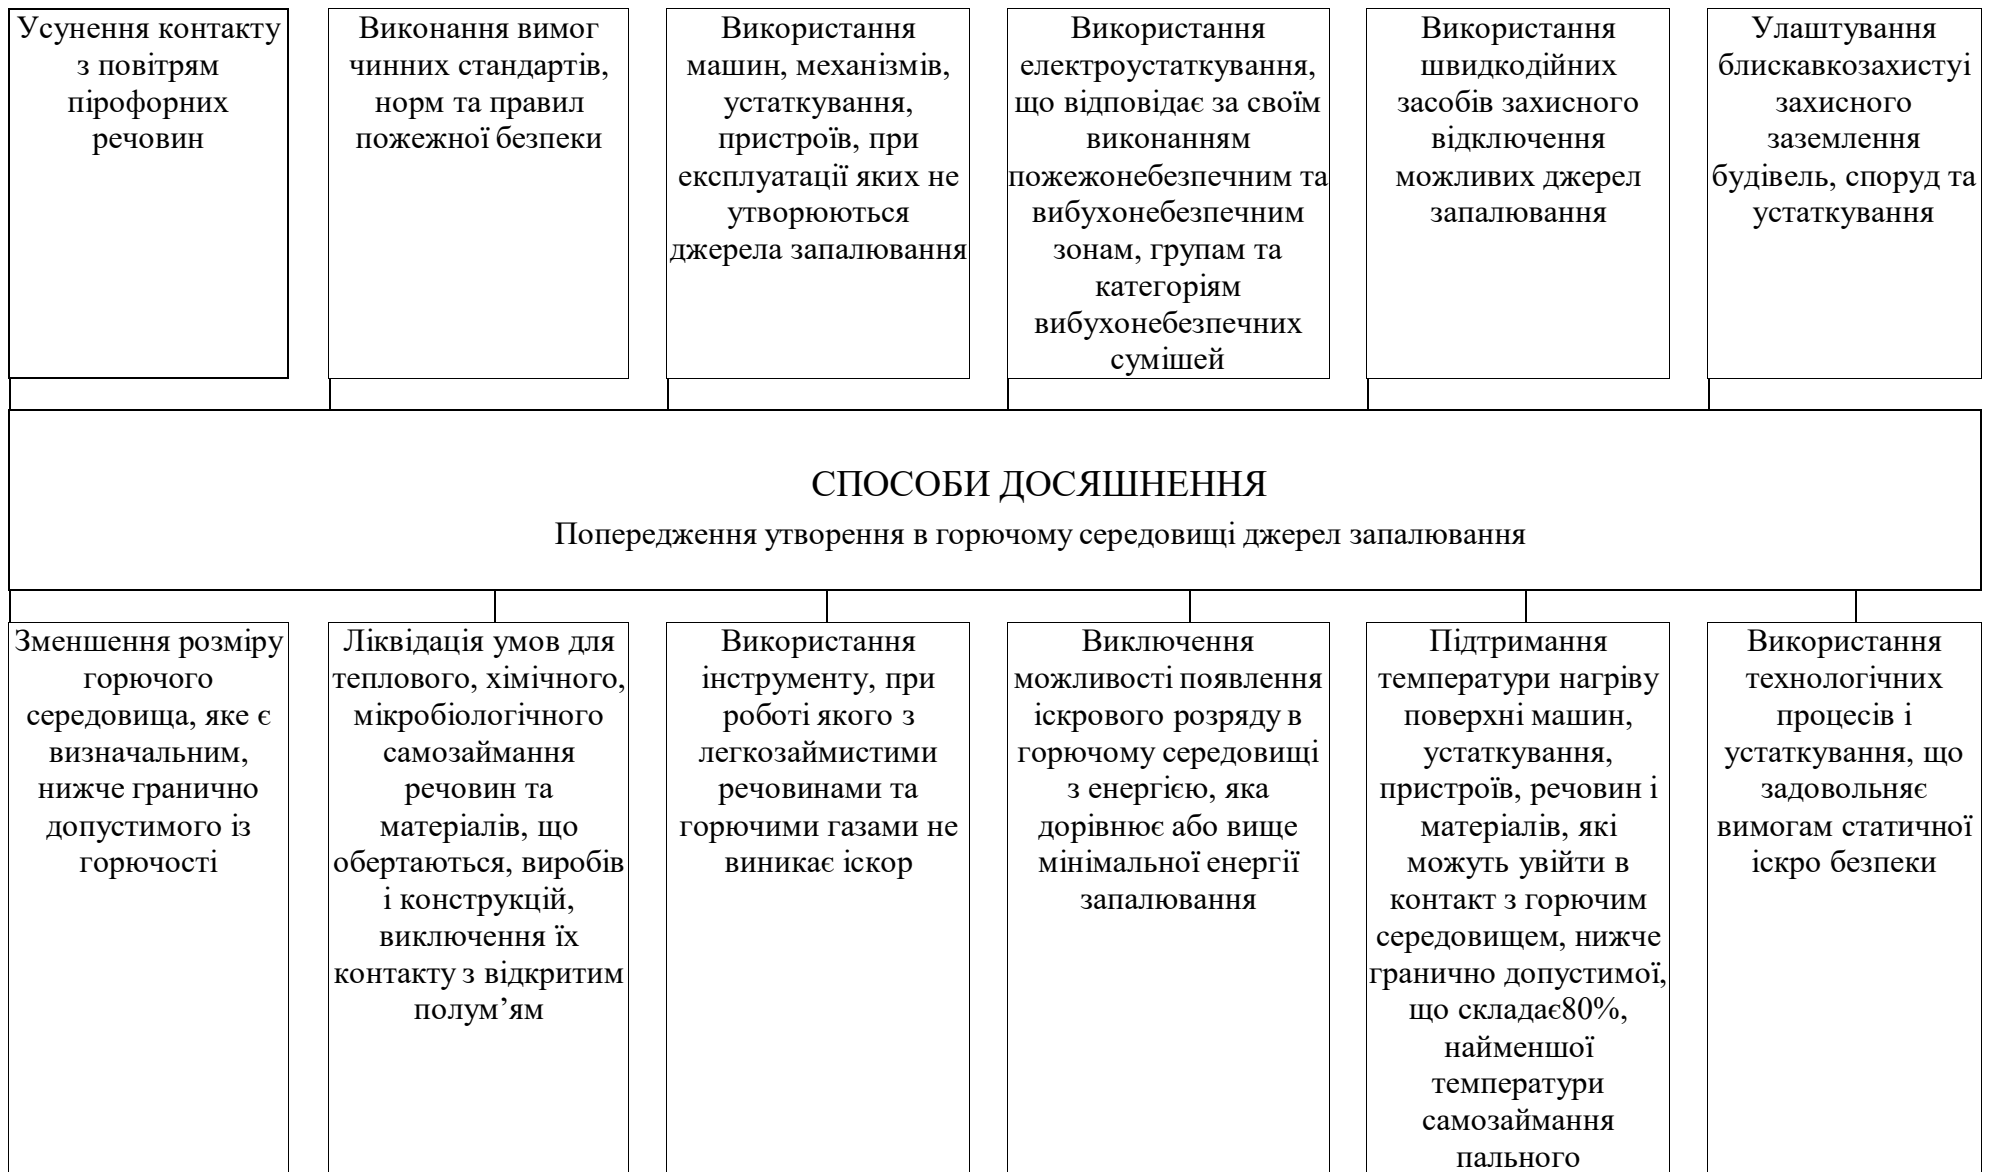 Усунення контакту
з повітрям
пірофорних
речовин
Виконання вимог
чинних стандартів,
норм та правил
пожежної безпеки
Використання
машин, механізмів,
устаткування,
пристроїв, при
експлуатації яких не
утворюються
джерела запалювання
Використання
електроустаткування,
що відповідає за своїм
виконанням
пожежонебезпечним та
вибухонебезпечним
зонам, групам та
категоріям
вибухонебезпечних
сумішей
Використання
швидкодійних
засобів захисного
відключення
можливих джерел
запалювання
Улаштування
блискавкозахистуі
захисного
заземлення
будівель, споруд та
устаткування
СПОСОБИ ДОСЯШНЕННЯ
Попередження утворення в горючому середовищі джерел запалювання
Зменшення розміру
горючого
середовища, яке є
визначальним,
нижче гранично
допустимого із
горючості
Ліквідація умов для
теплового, хімічного,
мікробіологічного
самозаймання
речовин та
матеріалів, що
обертаються, виробів
і конструкцій,
виключення їх
контакту з відкритим
полум’ям
Використання
інструменту, при
роботі якого з
легкозаймистими
речовинами та
горючими газами не
виникає іскор
Виключення
можливості появлення
іскрового розряду в
горючому середовищі
з енергією, яка
дорівнює або вище
мінімальної енергії
запалювання
Підтримання
температури нагріву
поверхні машин,
устаткування,
пристроїв, речовин і
матеріалів, які
можуть увійти в
контакт з горючим
середовищем, нижче
гранично допустимої,
що складає80%,
найменшої
температури
самозаймання
пального
Використання
технологічних
процесів і
устаткування, що
задовольняє
вимогам статичної
іскро безпеки